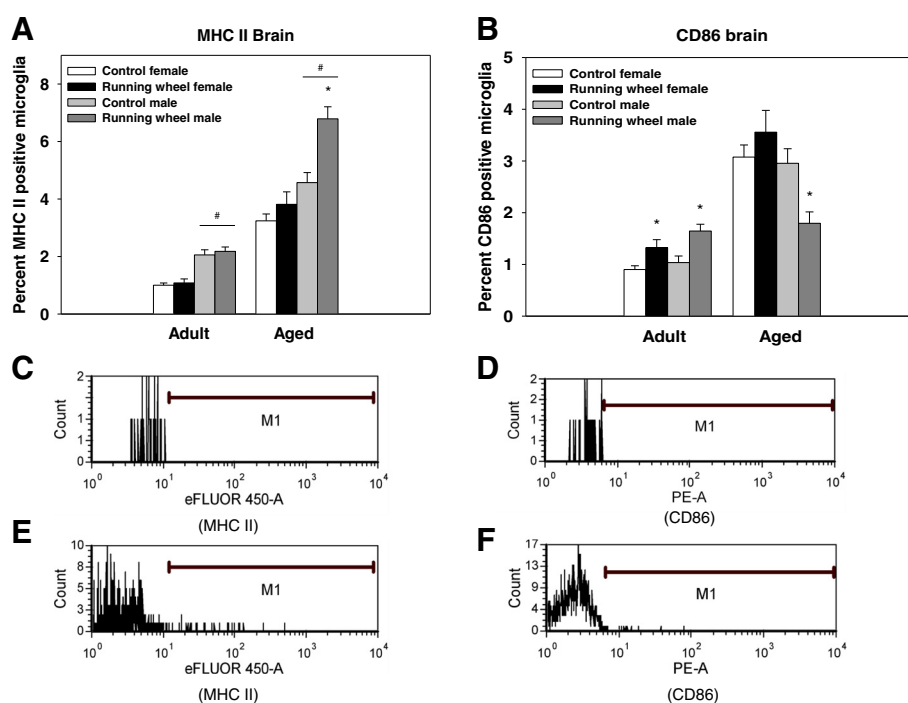 A
MHC II Brain
Percent MHC II positive microglia
8
6
4
2
0
Control female
Running wheel female
Control male
Running wheel male
#
#
*
Adult
Aged
B
CD86 brain
Percent CD86 positive microglia
5
4
3
2
1
0
Control female
Running wheel female
Control male
Running wheel male
*
*
*
Adult
Aged
C
Count
2
2
1
1
0
M1
10^0 10^1 10^2 10^3 10^4
eFLUOR 450-A
(MHC II)
D
Count
2
2
1
1
0
M1
10^0 10^1 10^2 10^3 10^4
PE-A
(CD86)
E
Count
10
8
5
3
0
M1
10^0 10^1 10^2 10^3 10^4
eFLUOR 450-A
(MHC II)
F
Count
17
13
9
4
0
M1
10^0 10^1 10^2 10^3 10^4
PE-A
(CD86)